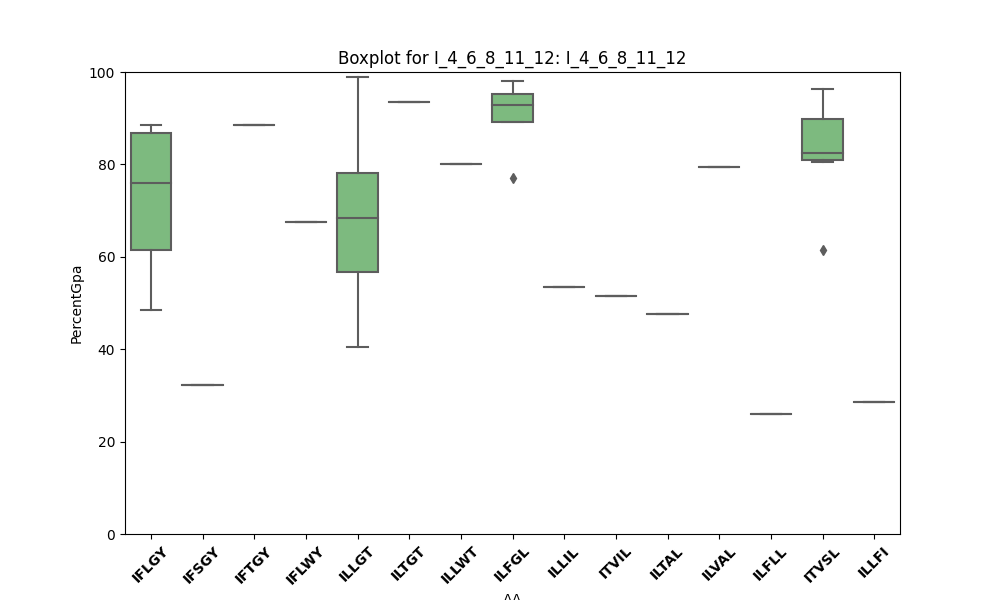 Boxplot for I_4_6_8_11_12: I_4_6_8_11_12
100
80
60
40
20
0
PercentGpa
IFLGY
IFSGY
IFTGY
IFLWY
ILLGT
ILTGT
ILLWT
ILFGL
ILLIL
ITVIL
ILTAL
ILVAL
ILFLL
ITVSL
ILLFI
AA